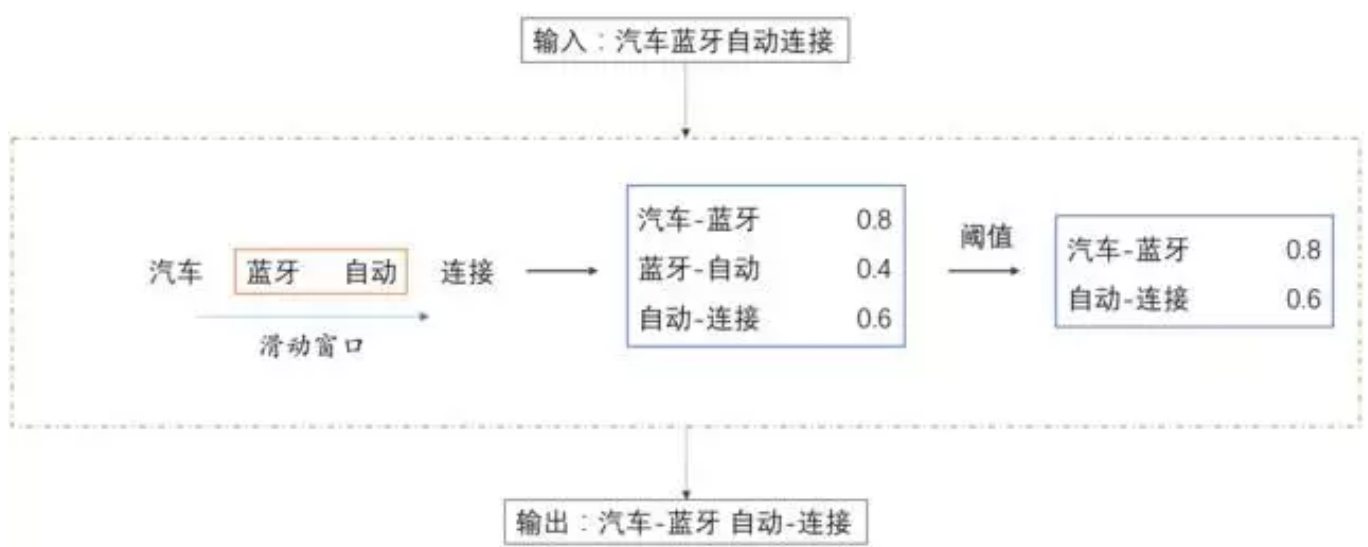 输入：汽车蓝牙自动连接
汽车 蓝牙 自动 连接
滑动窗口
汽车-蓝牙 0.8
蓝牙-自动 0.4
自动-连接 0.6
阈值
汽车-蓝牙 0.8
自动-连接 0.6
输出：汽车-蓝牙 自动-连接